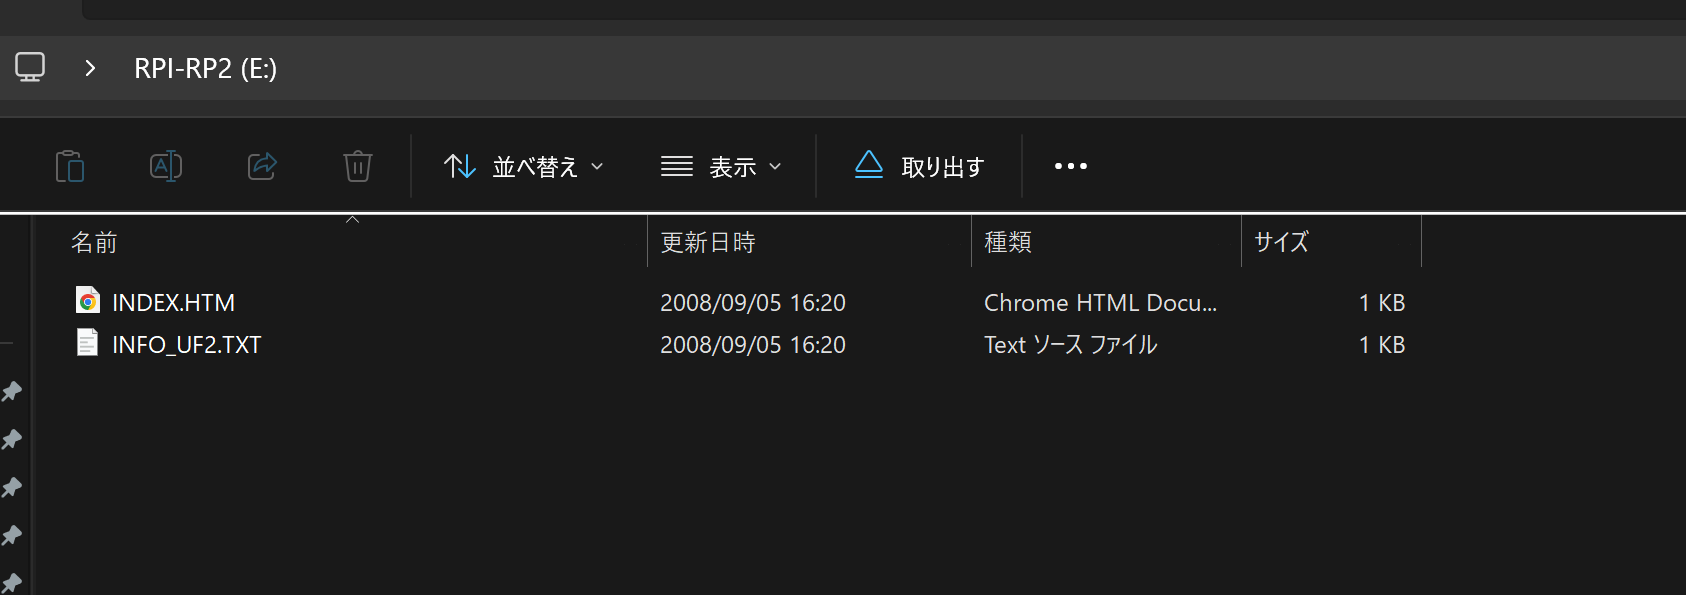 RPI-RP2 (E:)
並べ替え 表示 取り出す
名前 更新日時 種類 サイズ
INDEX.HTM 2008/09/05 16:20 Chrome HTML Docu... 1 KB
INFO_UF2.TXT 2008/09/05 16:20 Text ソース ファイル 1 KB